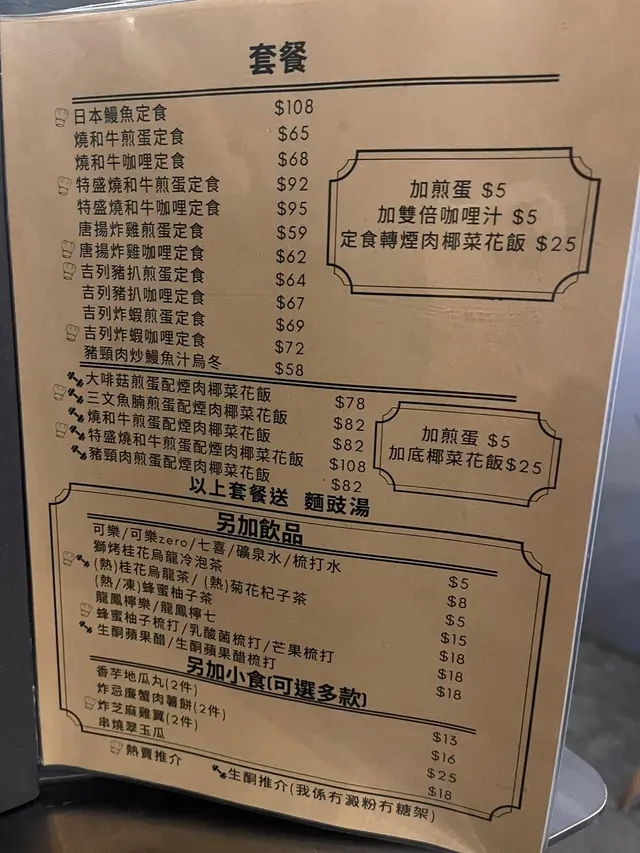 套餐
日本鰻魚定食 $108
燒和牛煎蛋定食 $65
燒和牛咖哩定食 $68
特盛燒和牛煎蛋定食 $92
特盛燒和牛咖哩定食 $95
唐揚炸雞煎蛋定食 $59
唐揚炸雞咖哩定食 $62
吉列豬扒煎蛋定食 $64
吉列豬扒咖哩定食 $67
吉列炸蝦煎蛋定食 $69
吉列炸蝦咖哩定食 $72
豬頸肉炒鰻魚汁烏冬 $58
加煎蛋 $5
加雙倍咖哩汁 $5
定食轉煙肉椰菜花飯 $25
大啡菇煎蛋配煙肉椰菜花飯 $78
三文魚腩煎蛋配煙肉椰菜花飯 $82
燒和牛煎蛋配煙肉椰菜花飯 $82
特盛燒和牛煎蛋配煙肉椰菜花飯 $108
豬頸肉煎蛋配煙肉椰菜花飯 $82
加煎蛋 $5
加底椰菜花飯$25
以上套餐送 麵豉湯
另加飲品
可樂/可樂zero/七喜/礦泉水/梳打水 $5
獅烤桂花烏龍冷泡茶 $8
(熱)桂花烏龍茶/ (熱)菊花杞子茶 $5
(熱/凍)蜂蜜柚子茶 $15
龍鳳檸樂/龍鳳檸七 $18
蜂蜜柚子梳打/乳酸菌梳打/芒果梳打 $18
生酮蘋果醋/生酮蘋果醋梳打 $18
另加小食(可選多款)
香芋地瓜丸(2件) $13
炸忌廉蟹肉薯餅(2件) $16
炸芝麻雞翼(2件) $25
串燒翠玉瓜 $18
熱賣推介
生酮推介(我係冇澱粉冇糖架)